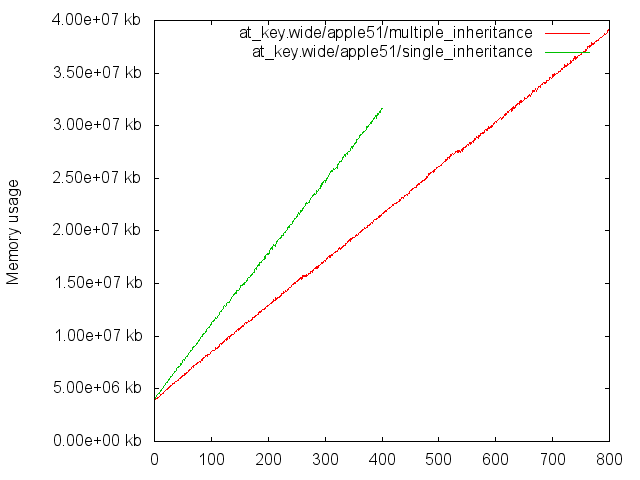 4.00e+07 kb
at_key.wide/apple51/multiple_inheritance
at_key.wide/apple51/single_inheritance
3.50e+07 kb
3.00e+07 kb
2.50e+07 kb
2.00e+07 kb
1.50e+07 kb
1.00e+07 kb
5.00e+06 kb
0.00e+00 kb
Memory usage
0 100 200 300 400 500 600 700 800